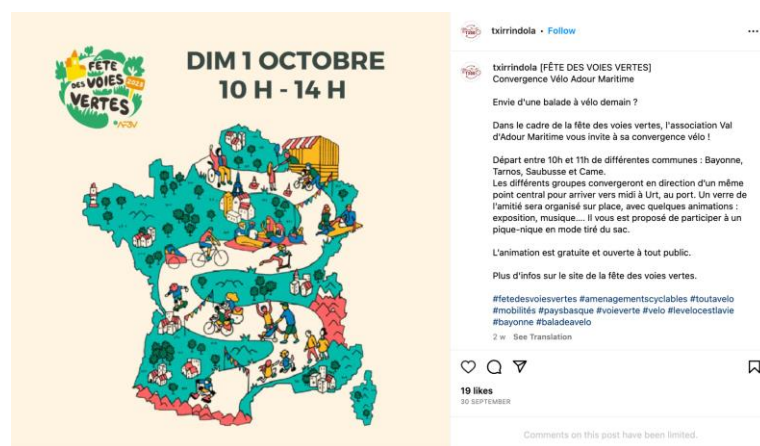 FÊTE
DES VOIES
VERTES
2023
AF3V
DIM 1 OCTOBRE
10 H - 14 H
txirrindola • Follow
txirrindola [FÊTE DES VOIES VERTES]
Convergence Vélo Adour Maritime
Envie d'une balade à vélo demain ?
Dans le cadre de la fête des voies vertes, l'association Val
d'Adour Maritime vous invite à sa convergence vélo !
Départ entre 10h et 11h de différentes communes : Bayonne,
Tarnos, Saubusse et Came.
Les différents groupes convergeront en direction d'un même
point central pour arriver vers midi à Urt, au port. Un verre de
l'amitié sera organisé sur place, avec quelques animations :
exposition, musique.... Il vous est proposé de participer à un
pique-nique en mode tiré du sac.
L'animation est gratuite et ouverte à tout public.
Plus d'infos sur le site de la fête des voies vertes.
#fetedesvoiesvertes #amenagementscyclables #toutavelo
#mobilités #paysbasque #voieverte #velo #levelocestlavie
#bayonne #baladeavelo
2 w See Translation
19 likes
30 SEPTEMBER
Comments on this post have been limited.